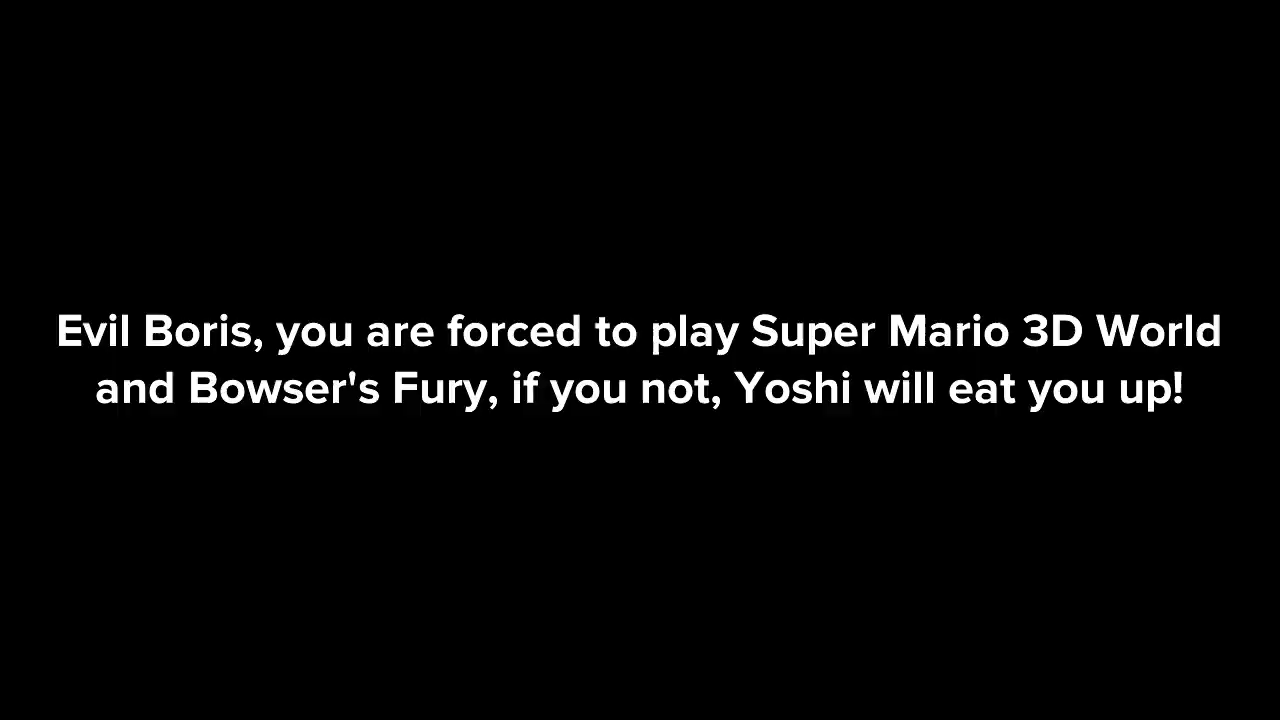 Evil Boris, you are forced to play Super Mario 3D World
and Bowser's Fury, if you not, Yoshi will eat you up!